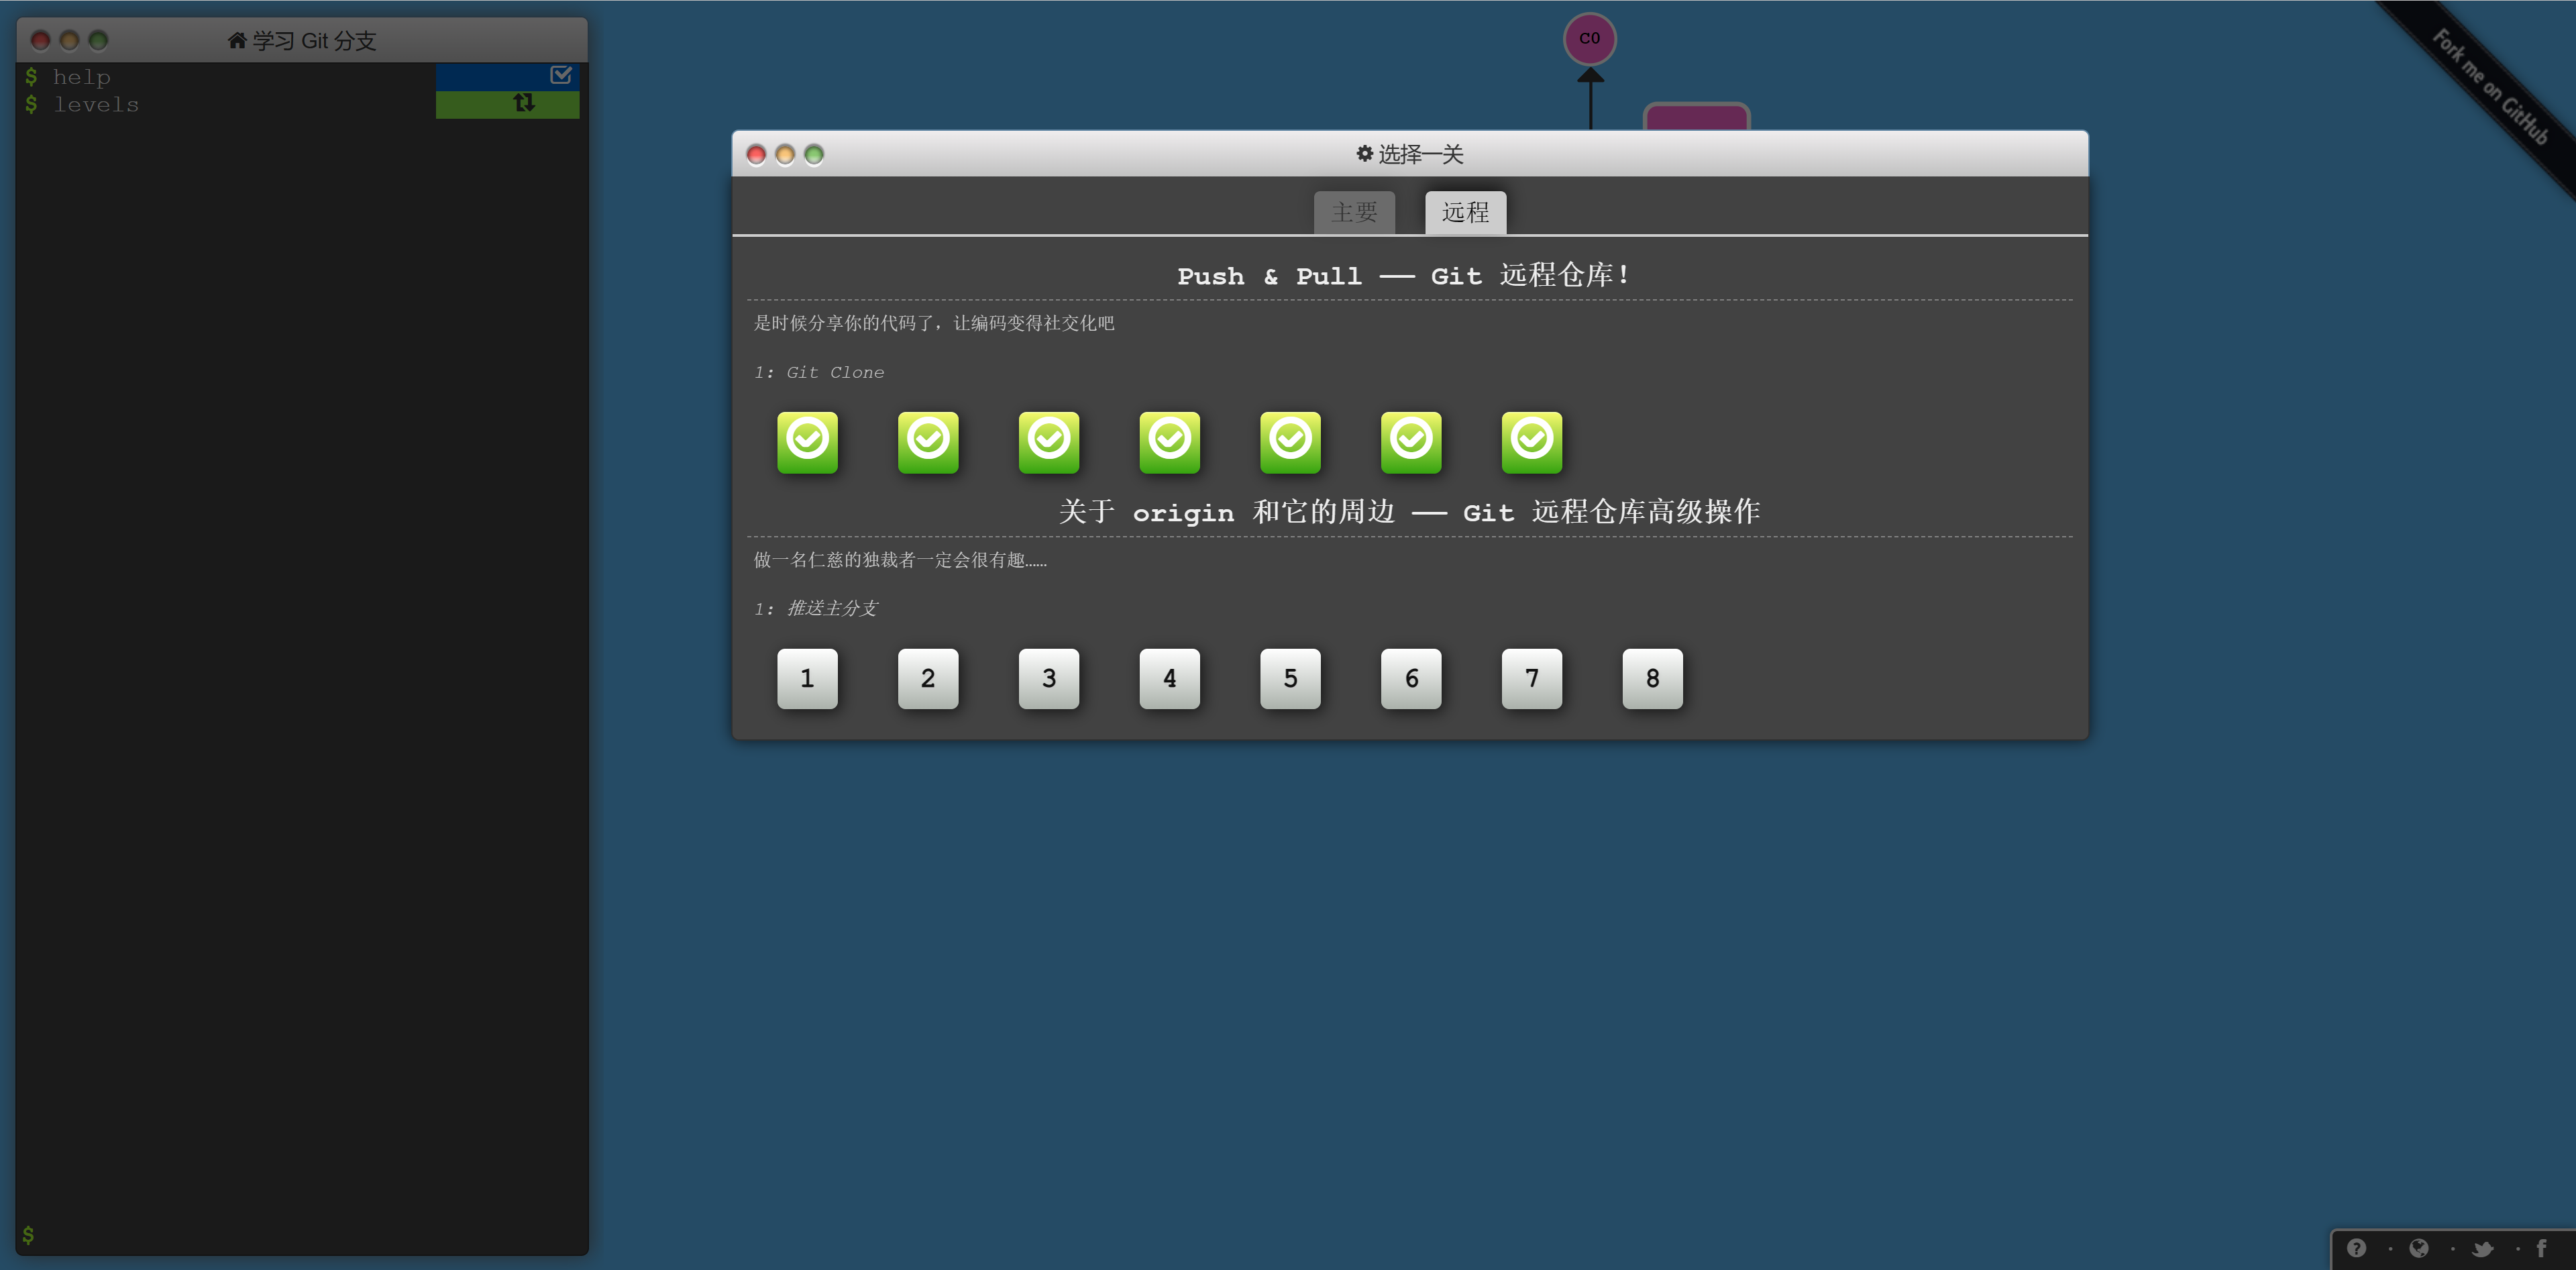 学习 Git 分支
$ help
$ levels
$
C0
Fork me on GitHub
选择一关
主要
远程
Push & Pull —— Git 远程仓库!
是时候分享你的代码了，让编码变得社交化吧
1: Git Clone
关于 origin 和它的周边 —— Git 远程仓库高级操作
做一名仁慈的独裁者一定会很有趣……
1: 推送主分支
1 2 3 4 5 6 7 8